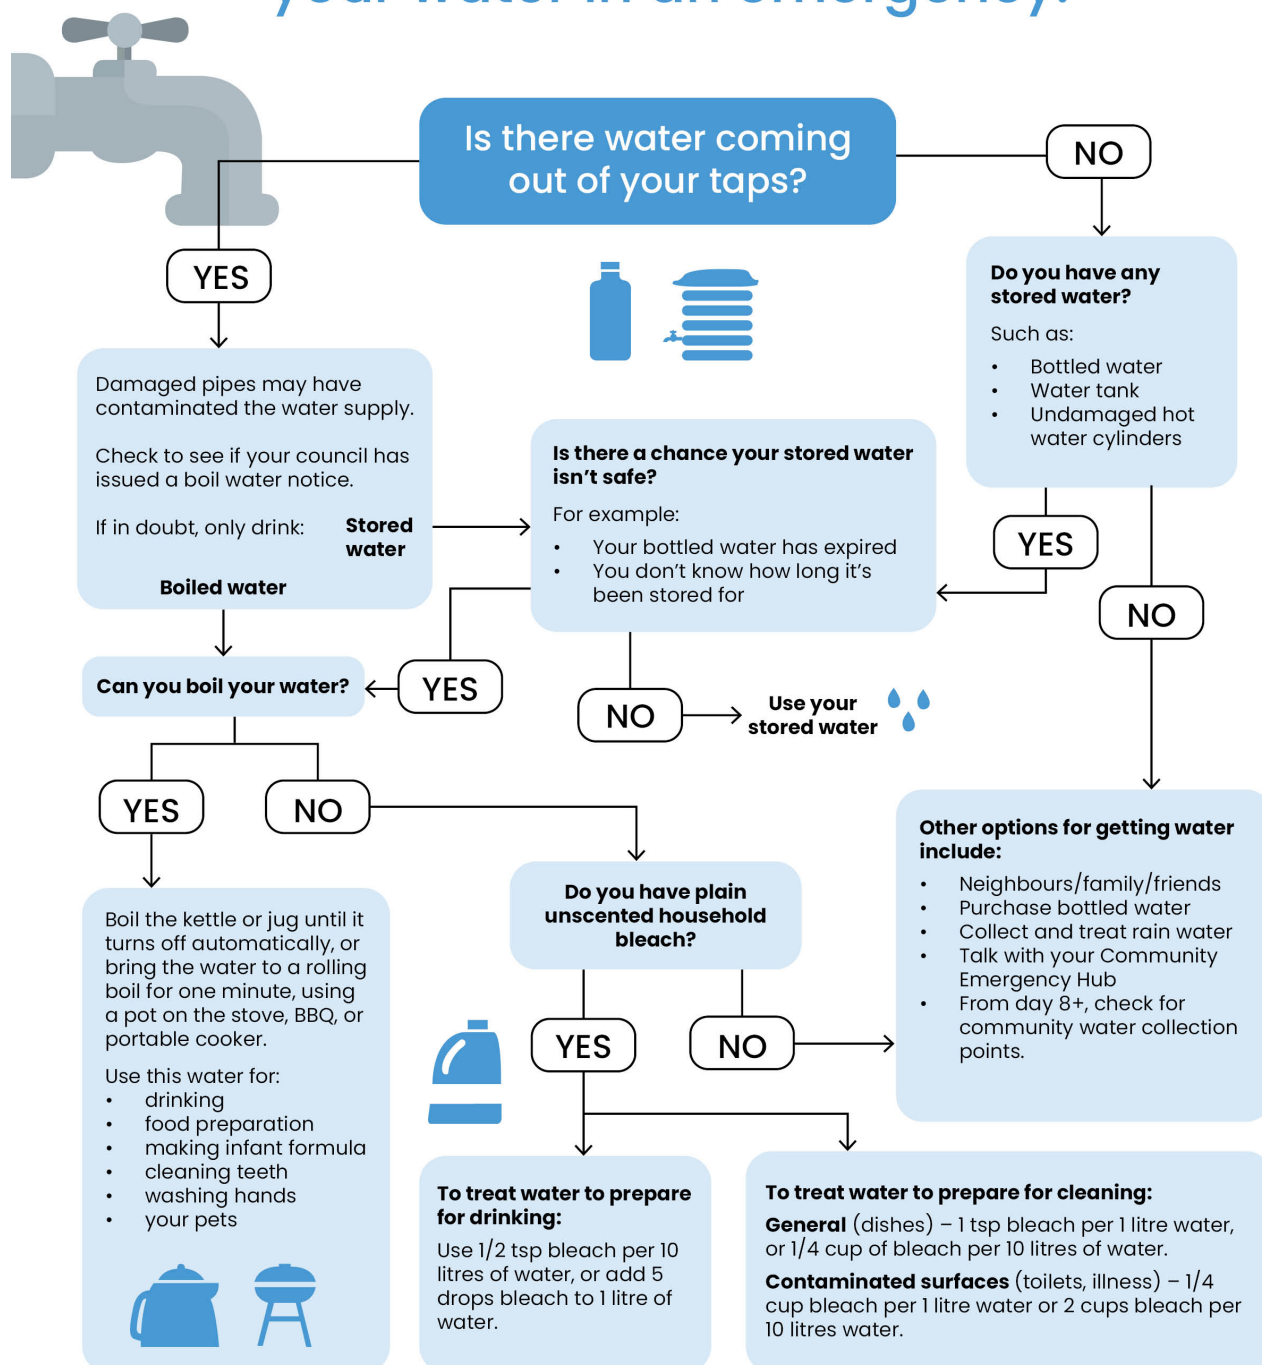 your water in an emergency.
Is there water coming
out of your taps?
NO
YES
Do you have any
stored water?
Such as:
• Bottled water
• Water tank
• Undamaged hot
water cylinders
Damaged pipes may have
contaminated the water supply.
Check to see if your council has
issued a boil water notice.
If in doubt, only drink: Stored
water
Boiled water
Is there a chance your stored water
isn't safe?
For example:
• Your bottled water has expired
• You don't know how long it's
been stored for
YES
NO
Can you boil your water?
YES
NO
Use your
stored water
YES
NO
Other options for getting water
include:
• Neighbours/family/friends
• Purchase bottled water
• Collect and treat rain water
• Talk with your Community
Emergency Hub
• From day 8+, check for
community water collection
points.
Do you have plain
unscented household
bleach?
YES
NO
Boil the kettle or jug until it
turns off automatically, or
bring the water to a rolling
boil for one minute, using
a pot on the stove, BBQ, or
portable cooker.
Use this water for:
• drinking
• food preparation
• making infant formula
• cleaning teeth
• washing hands
• your pets
To treat water to prepare
for drinking:
Use 1/2 tsp bleach per 10
litres of water, or add 5
drops bleach to 1 litre of
water.
To treat water to prepare for cleaning:
General (dishes) – 1 tsp bleach per 1 litre water,
or 1/4 cup of bleach per 10 litres of water.
Contaminated surfaces (toilets, illness) – 1/4
cup bleach per 1 litre water or 2 cups bleach per
10 litres water.